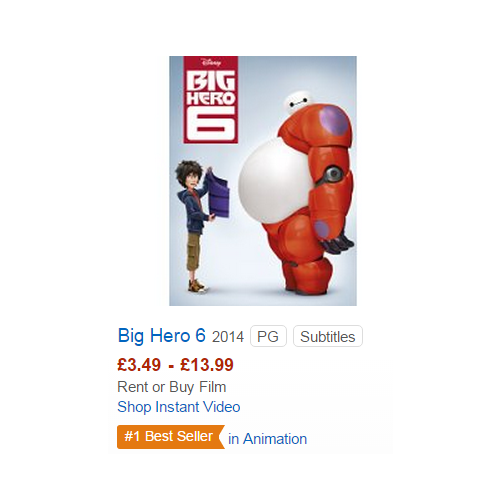 Disney
BIG
HERO
6
Big Hero 6 2014 PG Subtitles
£3.49 - £13.99
Rent or Buy Film
Shop Instant Video
#1 Best Seller in Animation